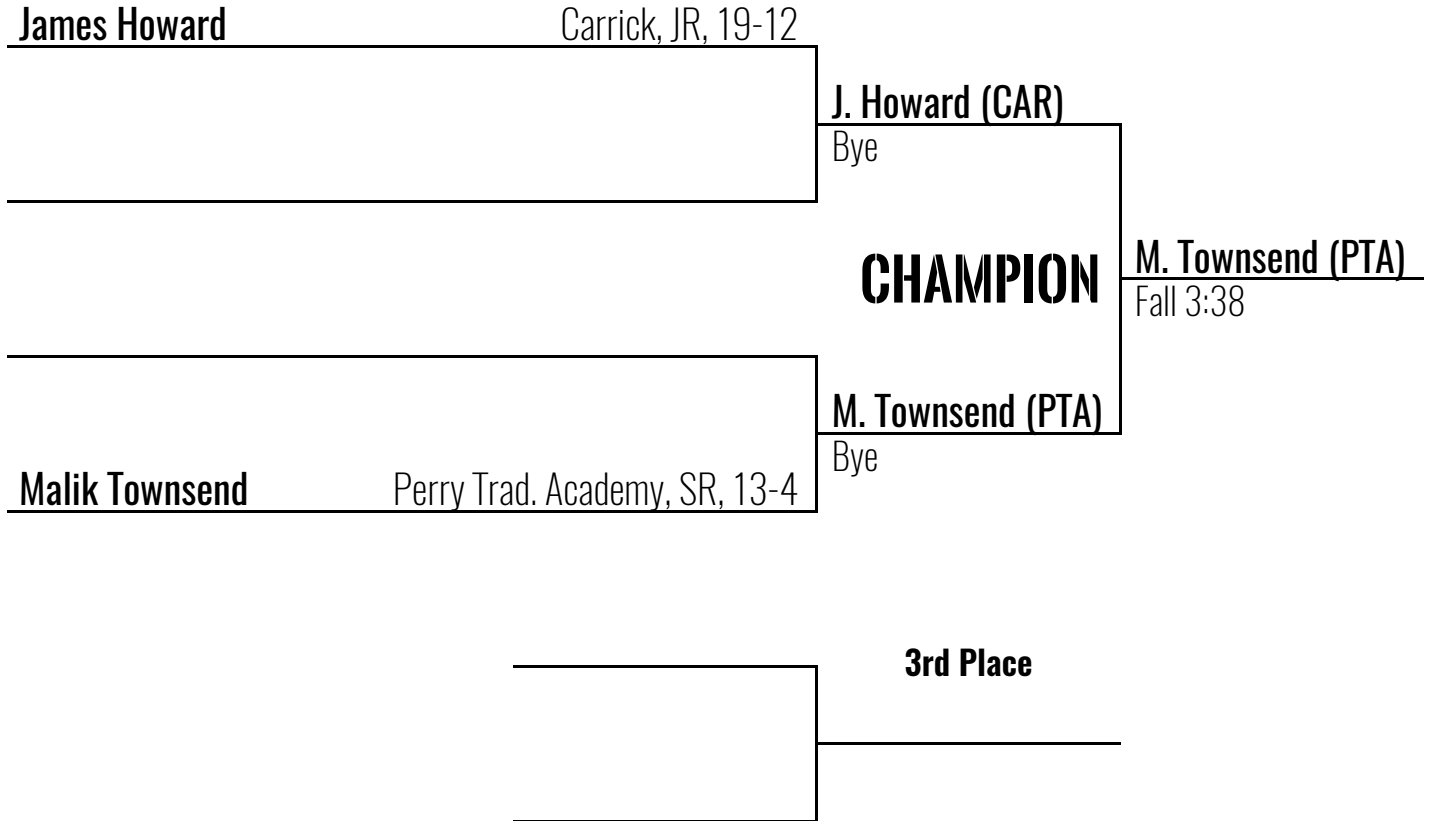 James Howard Carrick, JR, 19-12
J. Howard (CAR)
Bye
CHAMPION
M. Townsend (PTA)
Fall 3:38
M. Townsend (PTA)
Bye
Malik Townsend Perry Trad. Academy, SR, 13-4
3rd Place